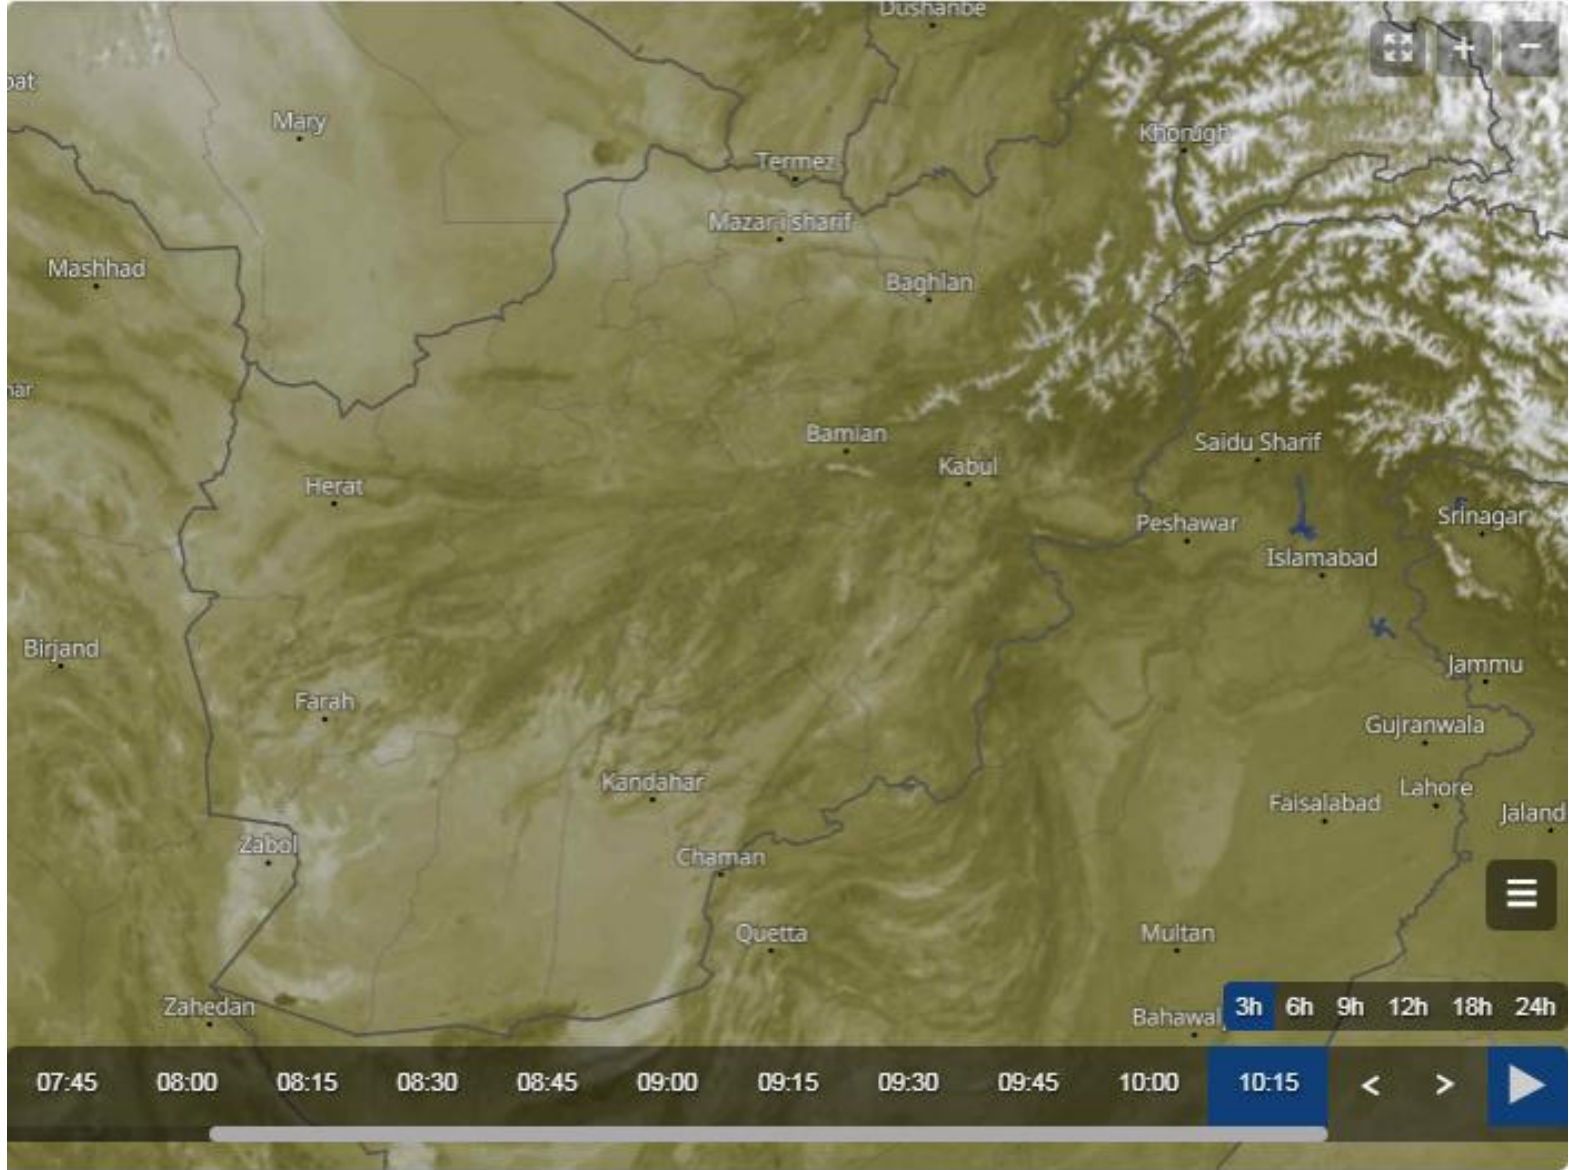 Dushanbe
bat
Mary
Khorugh
Termez
Mazar i sharif
Mashhad
Baghlan
har
Bamian
Saidu Sharif
Kabul
Herat
Srinagar
Peshawar
Islamabad
Birjand
Jammu
Farah
Gujranwala
Kandahar
Lahore
Faisalabad
Jaland
Zabol
Chaman
Quetta
Multan
Zahedan
Bahawal
3h 6h 9h 12h 18h 24h
07:45 08:00 08:15 08:30 08:45 09:00 09:15 09:30 09:45 10:00 10:15 < >